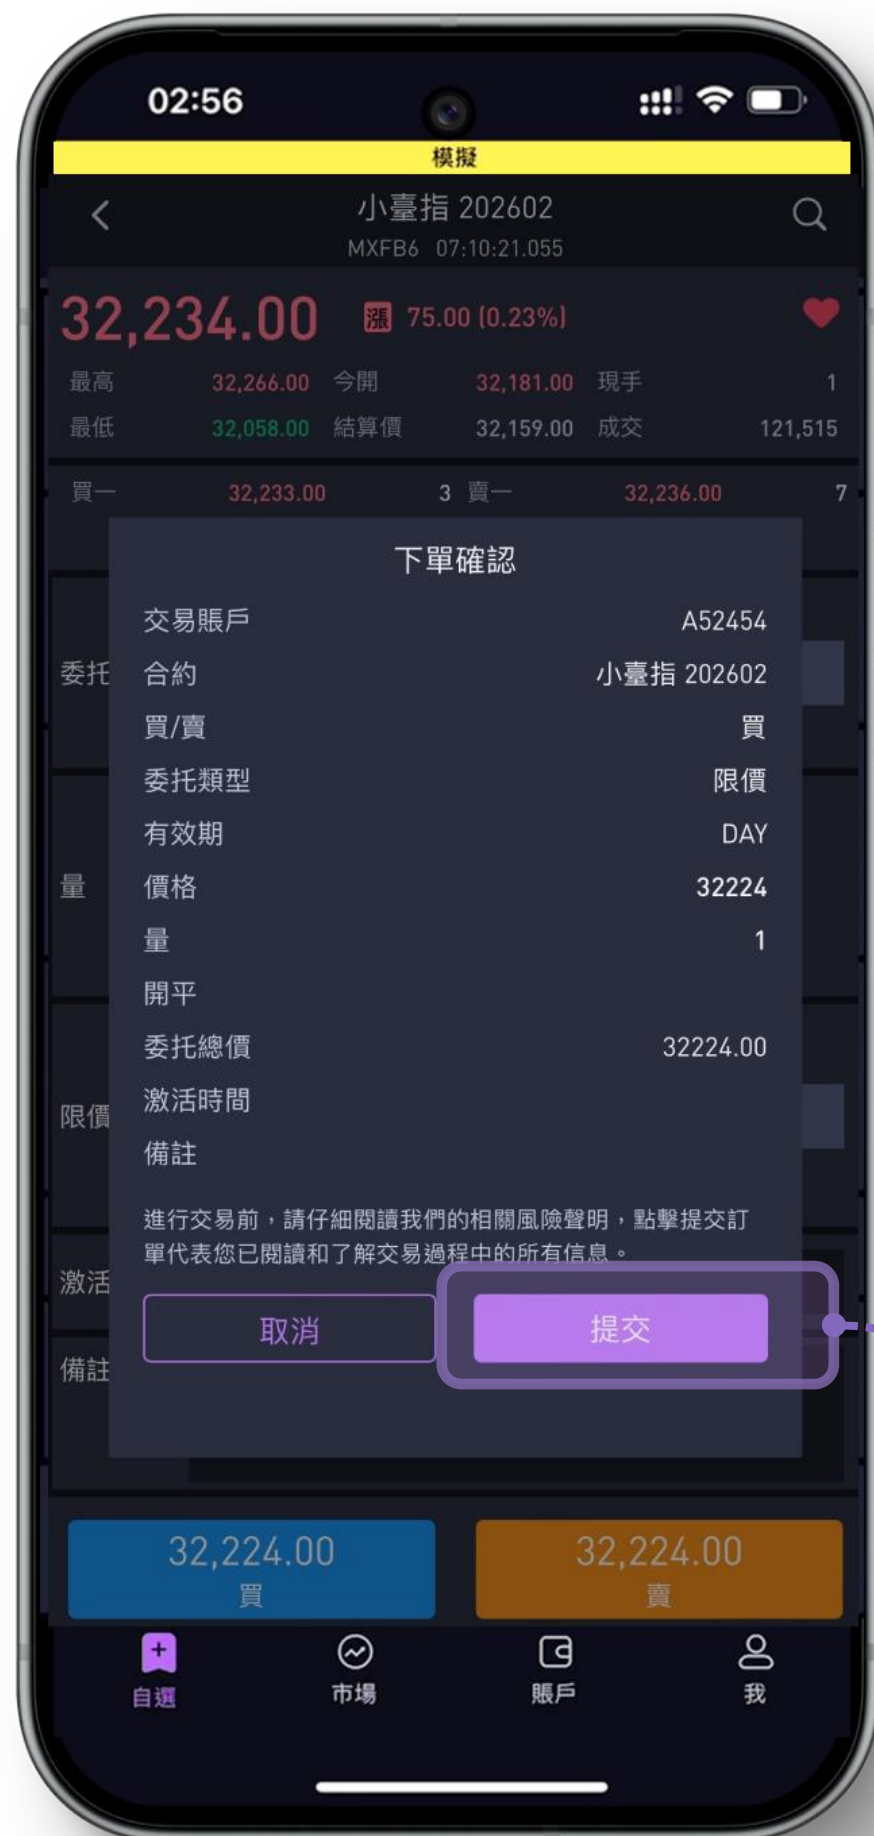 02:56
模擬
小臺指 202602
MXFB6 07:10:21.055
32,234.00 漲 75.00 (0.23%)
最高 32,266.00 今開 32,181.00 現手 1
最低 32,058.00 結算價 32,159.00 成交 121,515
買一 32,233.00 3 賣一 32,236.00 7
下單確認
交易賬戶 A52454
委托 合約 小臺指 202602
買/賣 買
委托類型 限價
有效期 DAY
量 價格 32224
量 1
開平
委托總價 32224.00
限價 激活時間
備註
進行交易前，請仔細閱讀我們的相關風險聲明，點擊提交訂
單代表您已閱讀和了解交易過程中的所有信息。
激活
取消 提交
備註
32,224.00 32,224.00
買 賣
自選 市場 賬戶 我